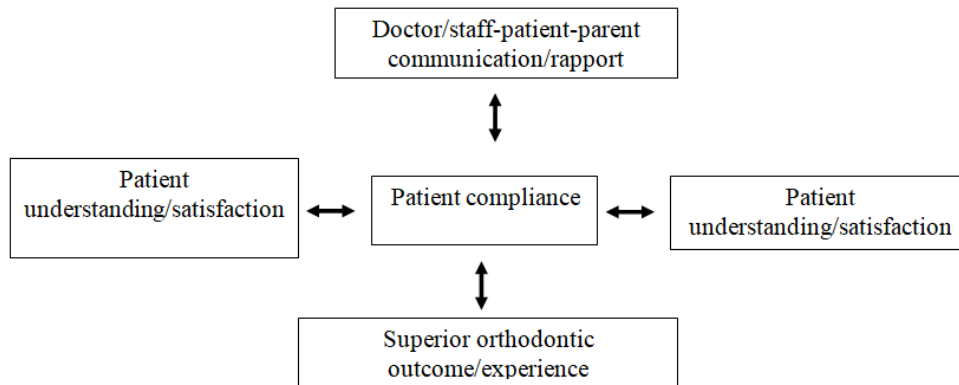 Doctor/staff-patient-parent
communication/rapport
Patient
understanding/satisfaction
Patient compliance
Patient
understanding/satisfaction
Superior orthodontic
outcome/experience